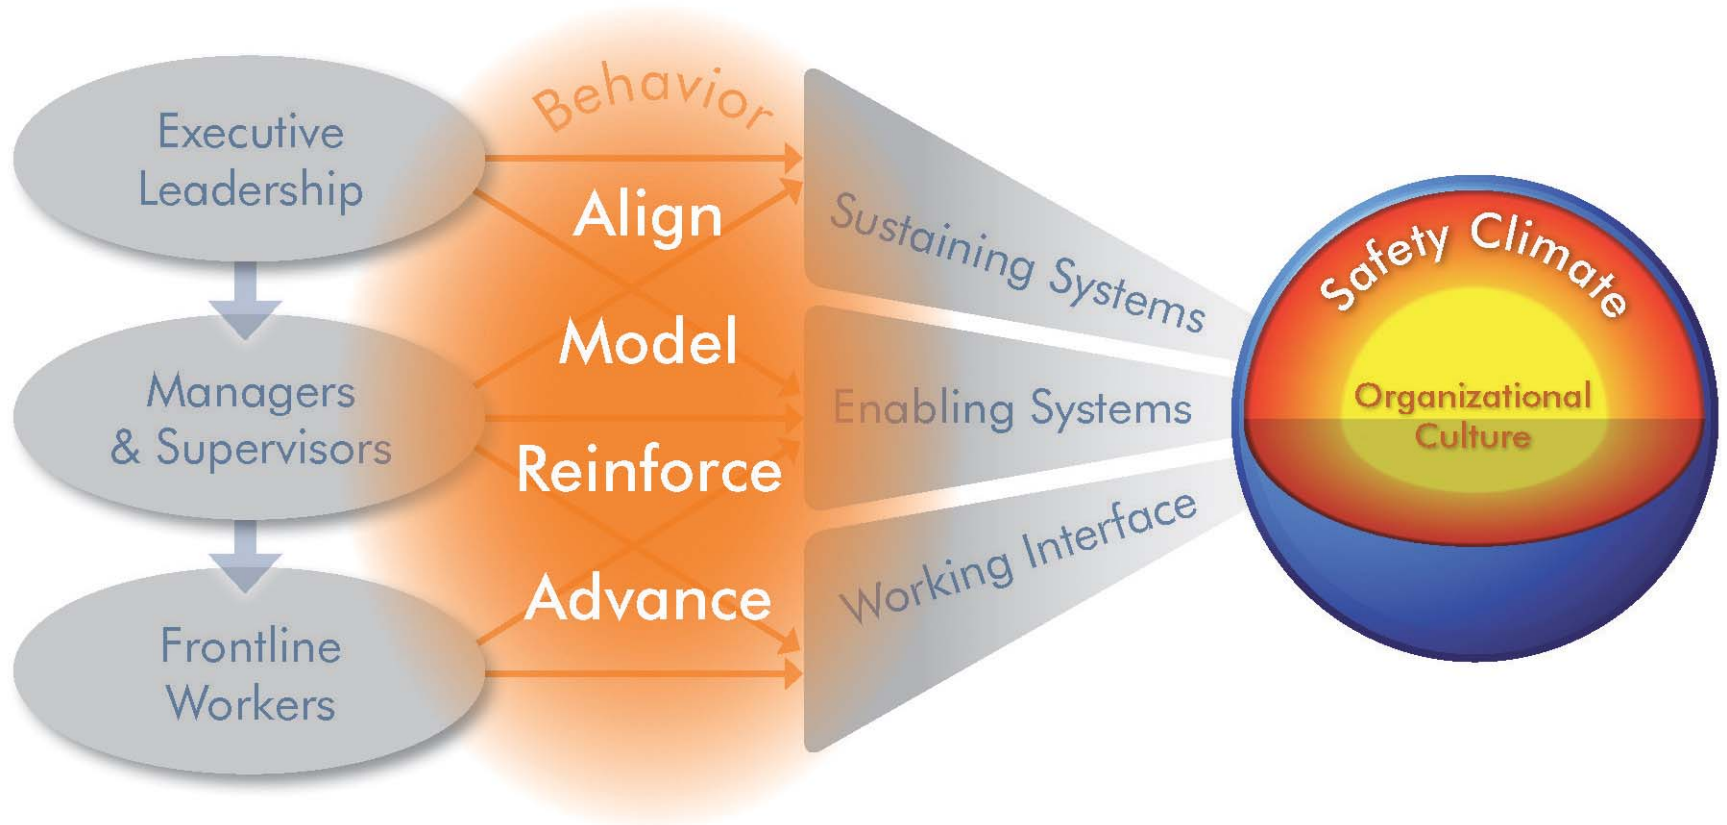 Executive
Leadership
Managers
& Supervisors
Frontline
Workers
Behavior
Align
Model
Reinforce
Advance
Sustaining Systems
Enabling Systems
Working Interface
Safety Climate
Organizational
Culture